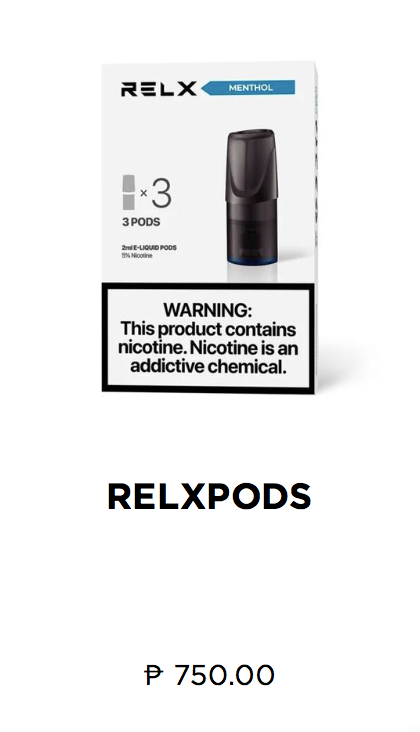 RELX
MENTHOL
× 3
3 PODS
2ml E-LIQUID PODS
5% Nicotine
WARNING:
This product contains
nicotine. Nicotine is an
addictive chemical.
RELXPODS
₱ 750.00